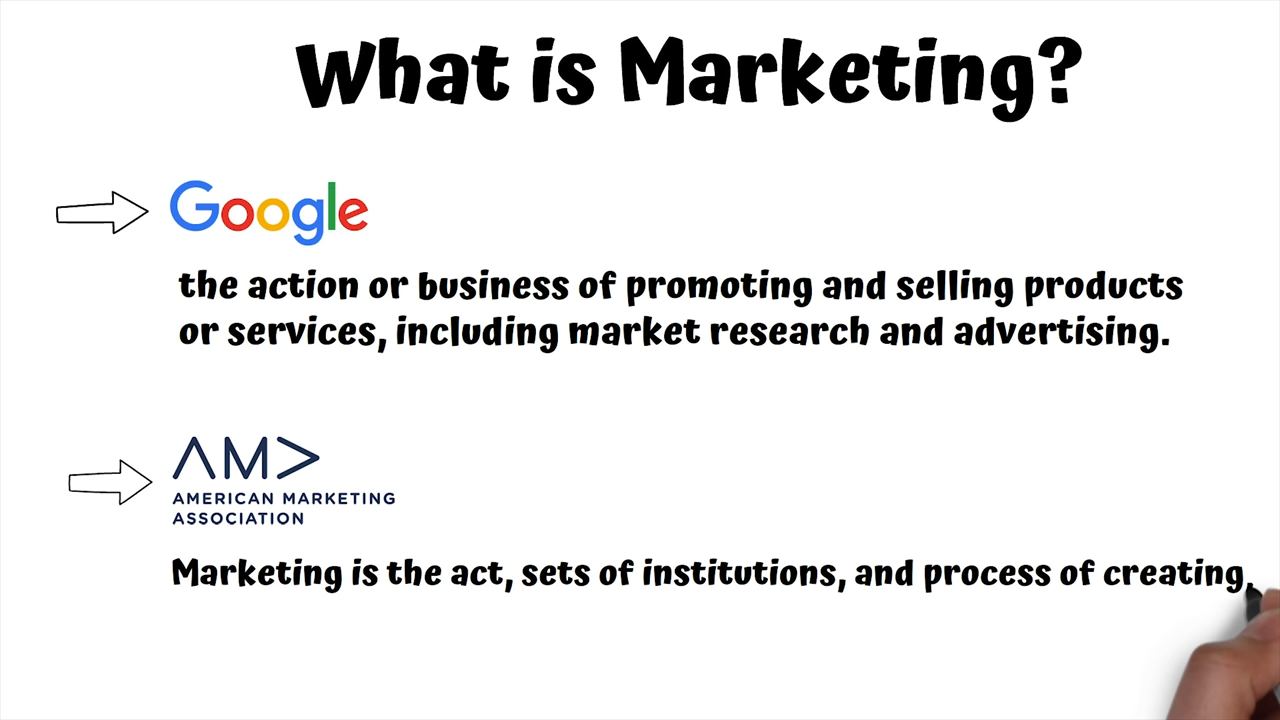 What is Marketing?
Google
the action or business of promoting and selling products
or services, including market research and advertising.
AMA
AMERICAN MARKETING
ASSOCIATION
Marketing is the act, sets of institutions, and process of creating,